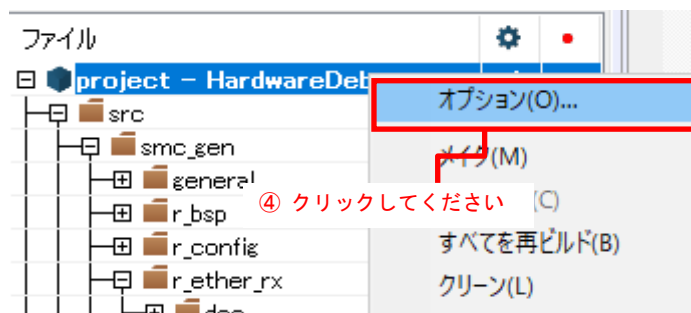 ファイル
project - HardwareDeb
オプション(O)...
src
メイク(M)
smc_gen
general
④ クリックしてください
(C)
r_bsp
r_config
すべてを再ビルド(B)
r_ether_rx
クリーン(L)